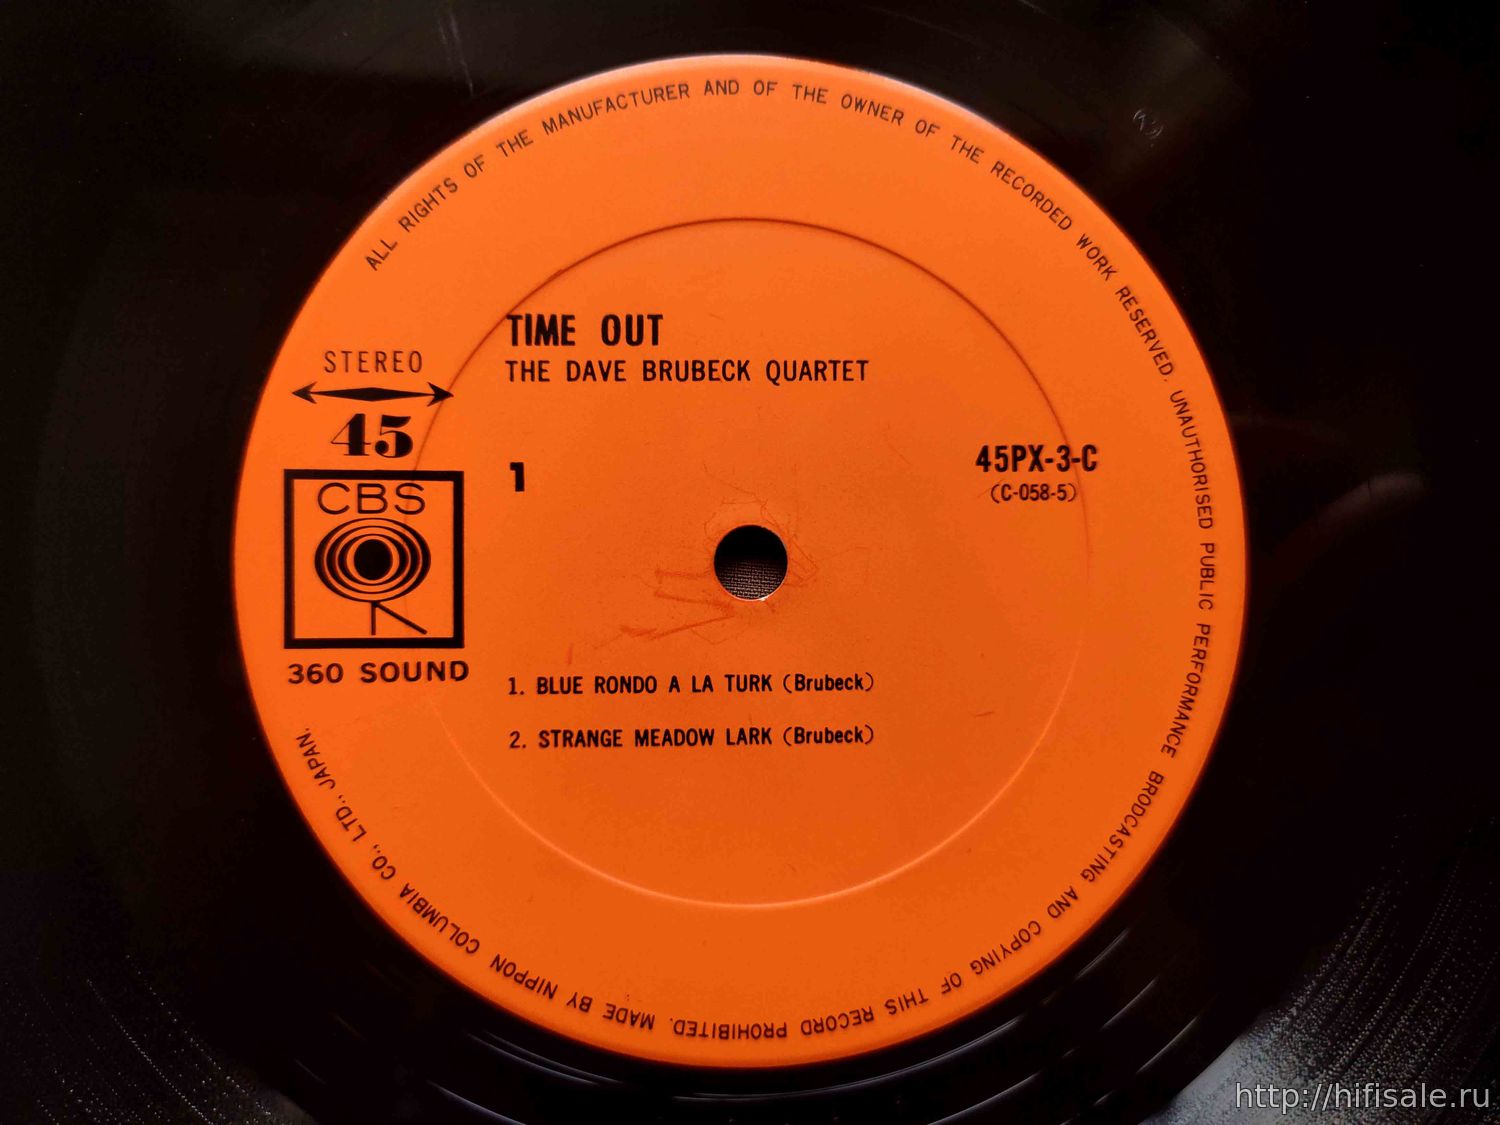 ALL RIGHTS OF THE MANUFACTURER AND OF THE OWNER OF THE RECORDED WORK RESERVED. UNAUTHORISED PUBLIC PERFORMANCE BRODCASTING AND COPYING OF THIS RECORD PROHIBITED. MADE BY NIPPON COLUMBIA CO., LTD., JAPAN.
TIME OUT
THE DAVE BRUBECK QUARTET
STEREO
45
CBS
360 SOUND
1
45PX-3-C
(C-058-5)
1. BLUE RONDO A LA TURK (Brubeck)
2. STRANGE MEADOW LARK (Brubeck)
http://hifisale.ru